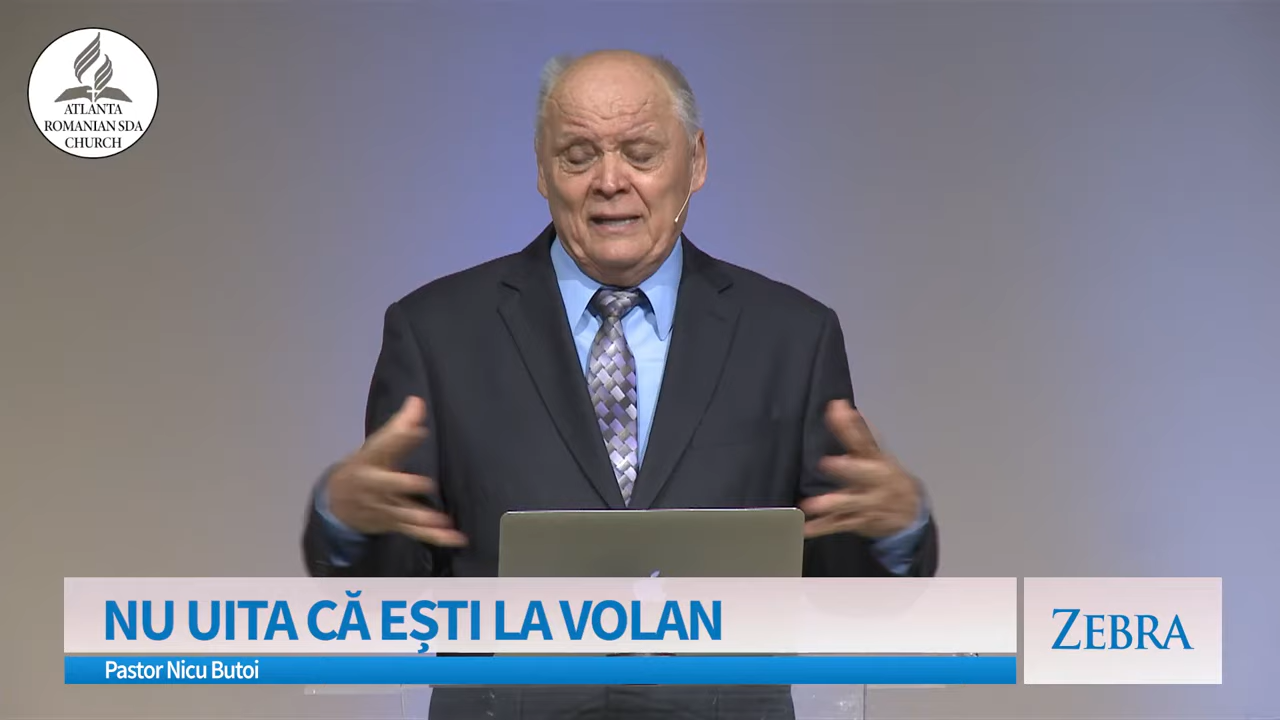 ATLANTA
ROMANIAN SDA
CHURCH
NU UITA CĂ EȘTI LA VOLAN
Pastor Nicu Butoi
ZEBRA